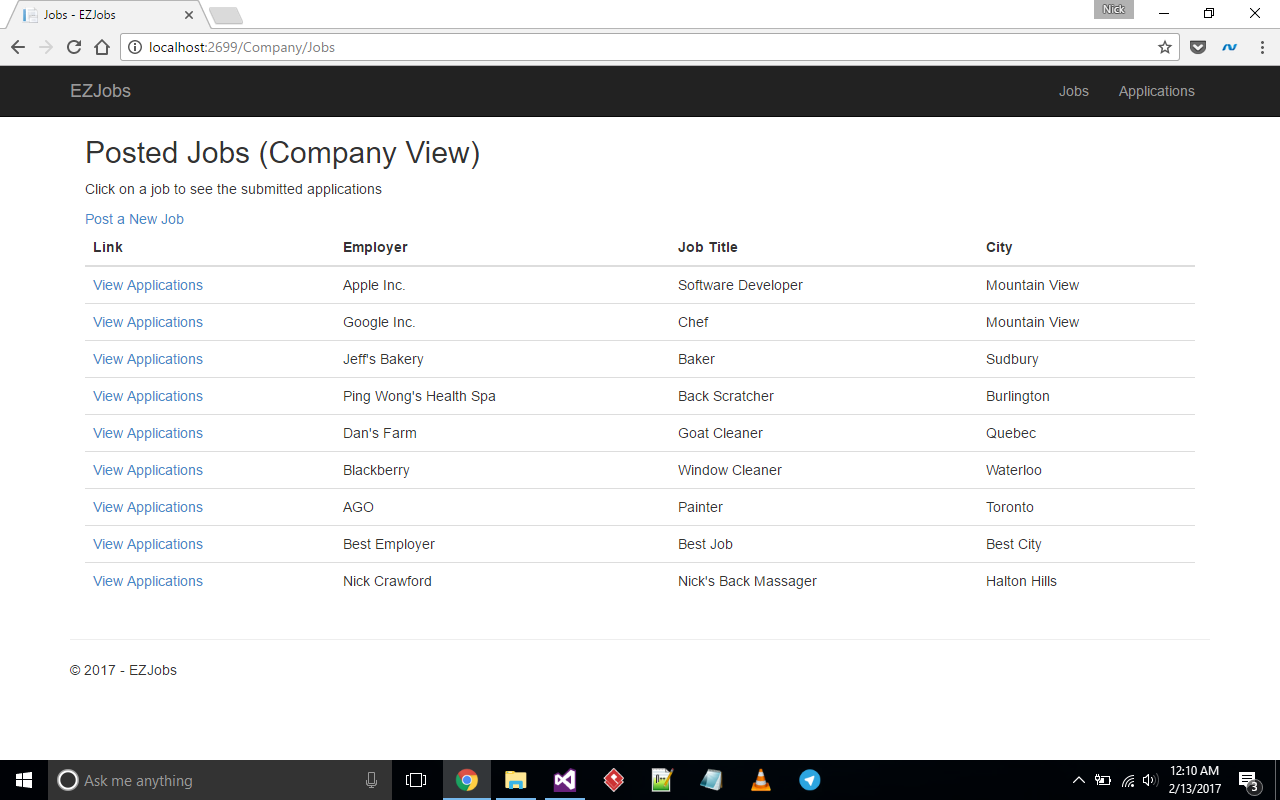 Jobs - EZJobs
Nick
localhost:2699/Company/Jobs
EZJobs Jobs Applications
Posted Jobs (Company View)
Click on a job to see the submitted applications
Post a New Job
Link Employer Job Title City
View Applications Apple Inc. Software Developer Mountain View
View Applications Google Inc. Chef Mountain View
View Applications Jeff's Bakery Baker Sudbury
View Applications Ping Wong's Health Spa Back Scratcher Burlington
View Applications Dan's Farm Goat Cleaner Quebec
View Applications Blackberry Window Cleaner Waterloo
View Applications AGO Painter Toronto
View Applications Best Employer Best Job Best City
View Applications Nick Crawford Nick's Back Massager Halton Hills
© 2017 - EZJobs
Ask me anything
12:10 AM
2/13/2017
3